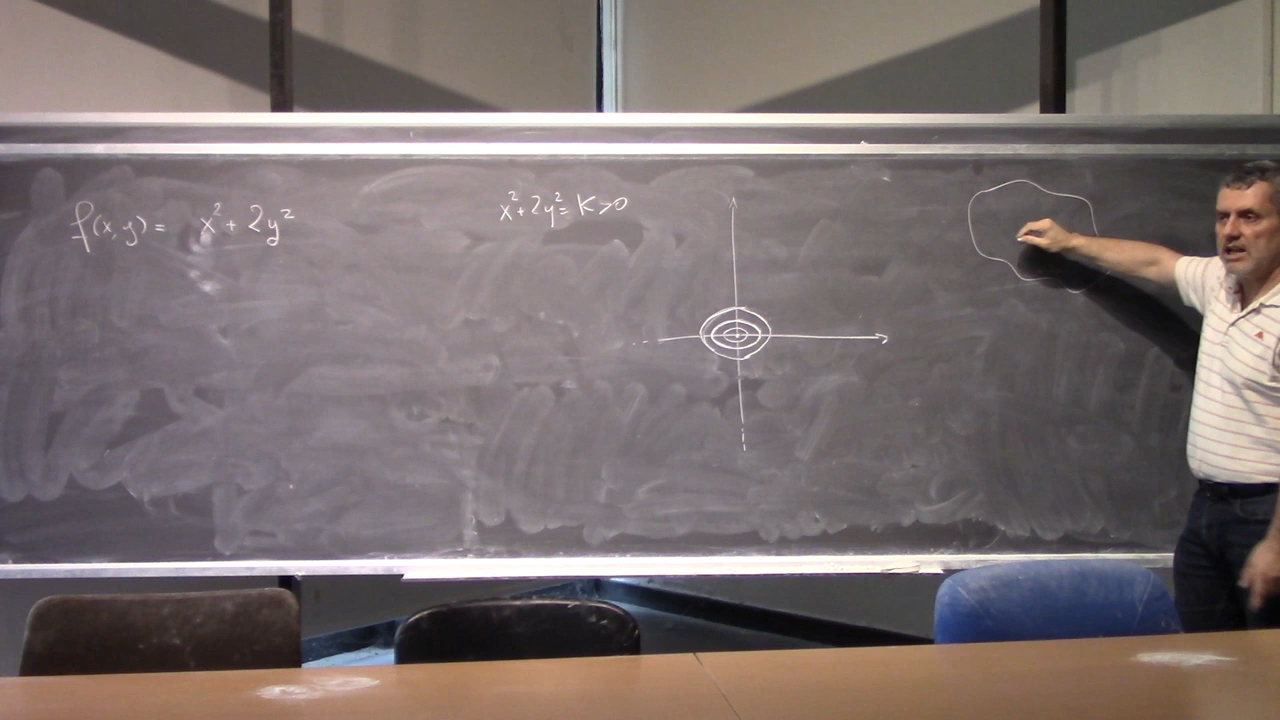 f(x,y) = x² + 2y²
x² + 2y² = K > 0